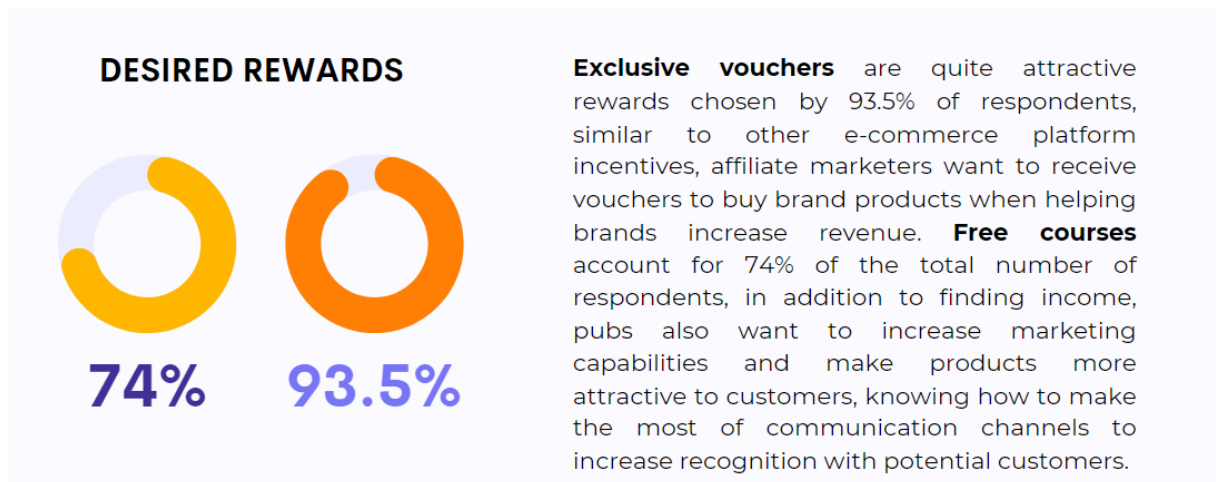 DESIRED REWARDS
74%
93.5%
Exclusive vouchers are quite attractive
rewards chosen by 93.5% of respondents,
similar to other e-commerce platform
incentives, affiliate marketers want to receive
vouchers to buy brand products when helping
brands increase revenue. Free courses
account for 74% of the total number of
respondents, in addition to finding income,
pubs also want to increase marketing
capabilities and make products more
attractive to customers, knowing how to make
the most of communication channels to
increase recognition with potential customers.